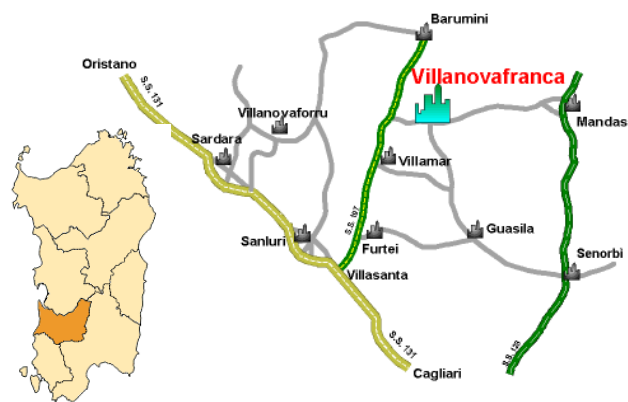 Barumini
Oristano
S.S. 131
Villanovafranca
Villanovaforru
Mandas
Sardara
Villamar
S.S. 197
Sanluri
Furtei
Guasila
Senorbì
Villasanta
S.S. 131
S.S. 128
Cagliari